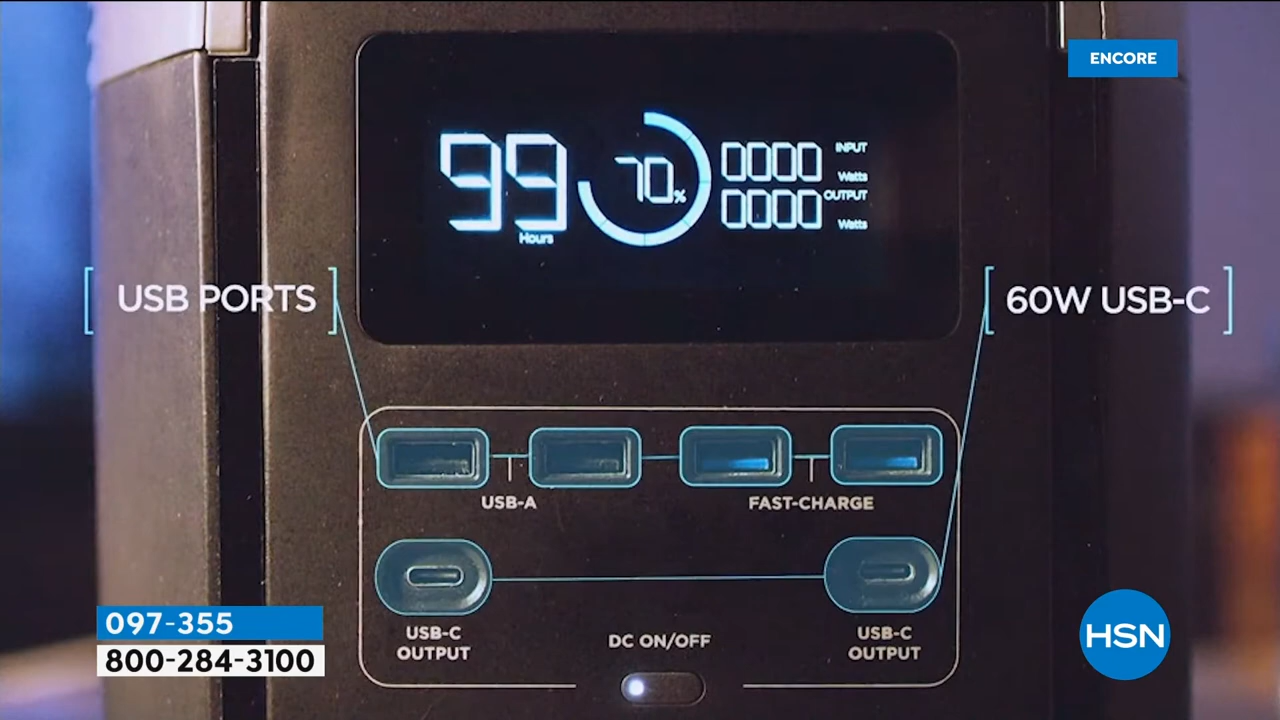 ENCORE
99
Hours
70%
0000
INPUT
Watts
0000
OUTPUT
Watts
USB PORTS
60W USB-C
USB-A
FAST-CHARGE
USB-C
OUTPUT
DC ON/OFF
USB-C
OUTPUT
097-355
800-284-3100
HSN